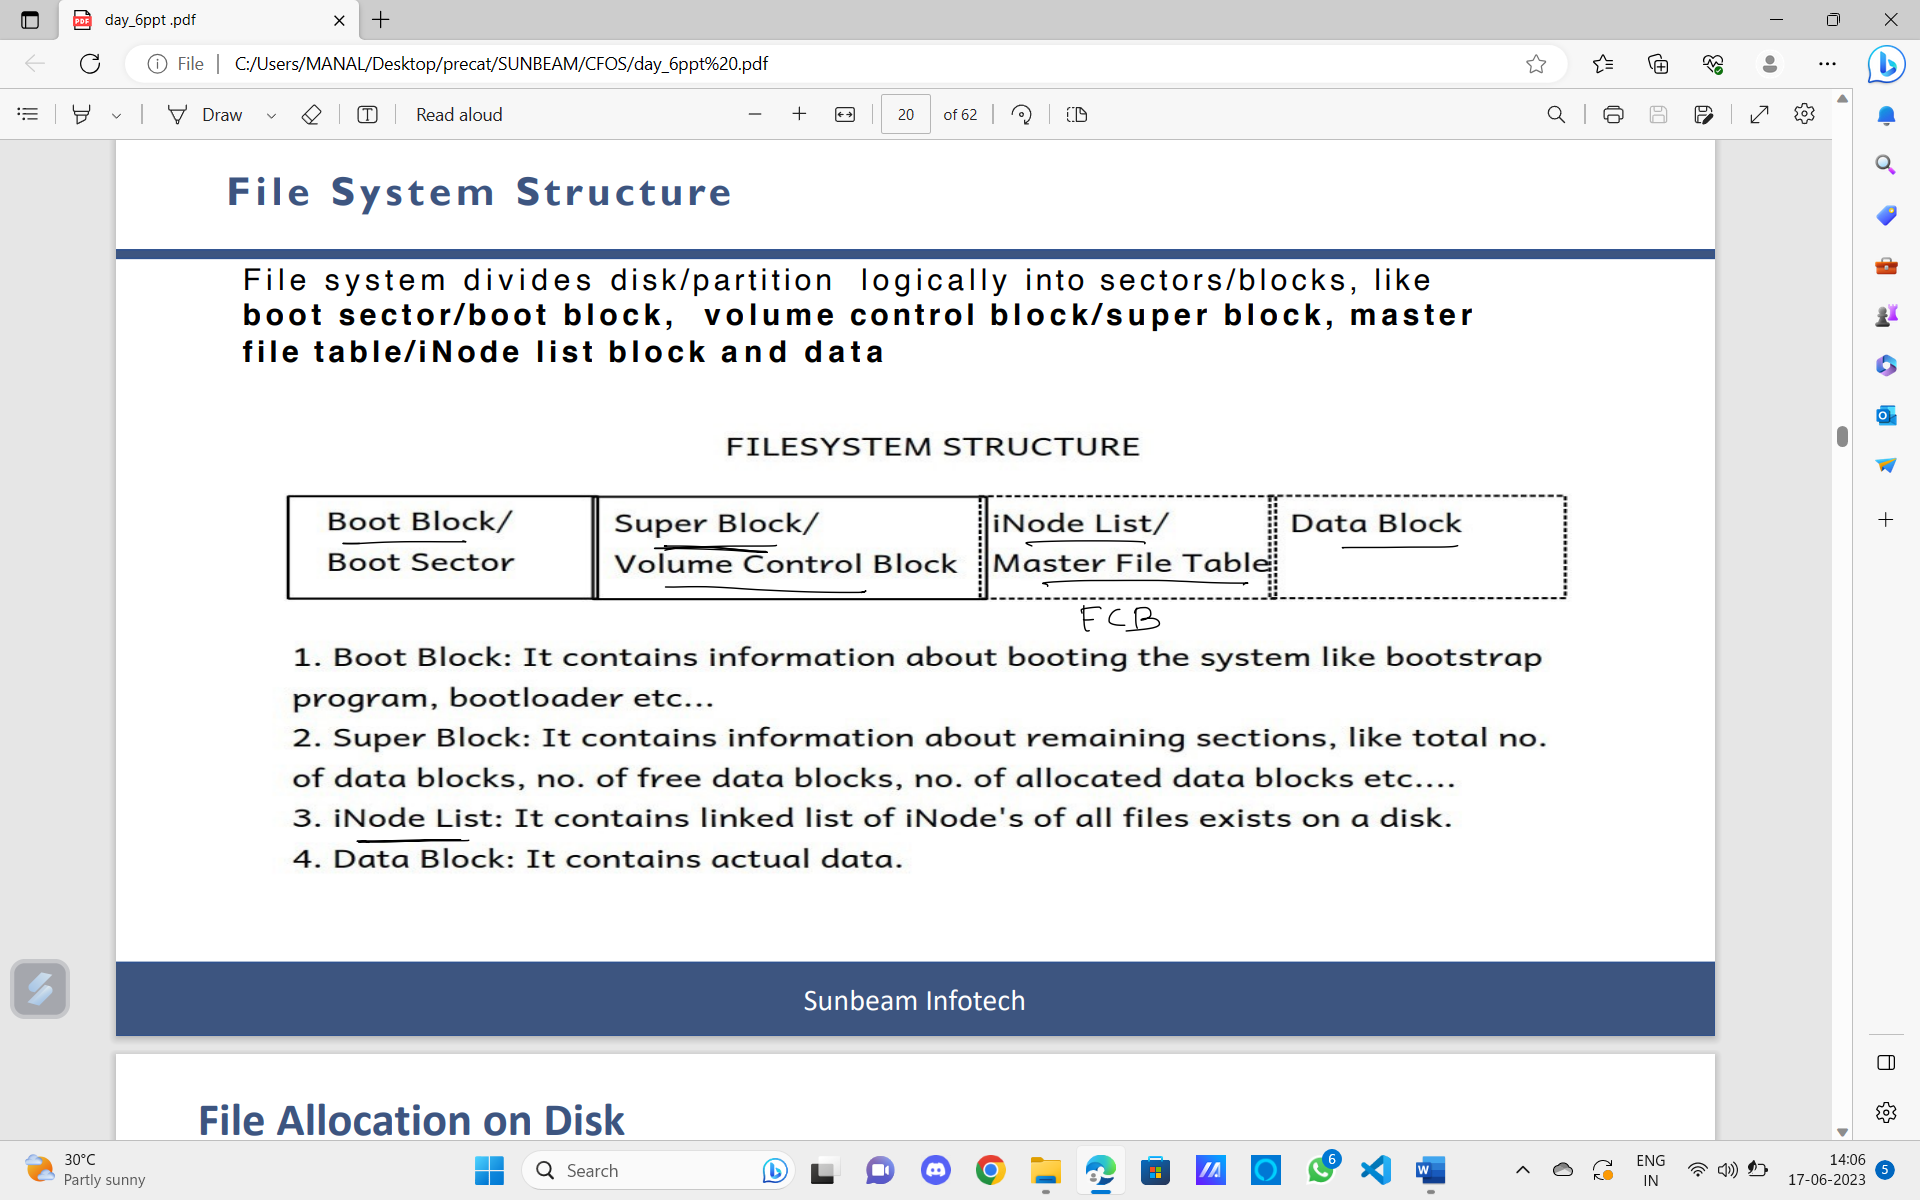 day_6ppt .pdf
File
C:/Users/MANAL/Desktop/precat/SUNBEAM/CFOS/day_6ppt%20.pdf
Draw
Read aloud
20
of 62
File System Structure
File system divides disk/partition logically into sectors/blocks, like
boot sector/boot block, volume control block/super block, master
file table/iNode list block and data
FILESYSTEM STRUCTURE
Boot Block/
Boot Sector
Super Block/
Volume Control Block
iNode List/
Master File Table
Data Block
FCB
1. Boot Block: It contains information about booting the system like bootstrap
program, bootloader etc...
2. Super Block: It contains information about remaining sections, like total no.
of data blocks, no. of free data blocks, no. of allocated data blocks etc....
3. iNode List: It contains linked list of iNode's of all files exists on a disk.
4. Data Block: It contains actual data.
Sunbeam Infotech
File Allocation on Disk
30°C
Partly sunny
Search
6
ENG
IN
14:06
17-06-2023
5